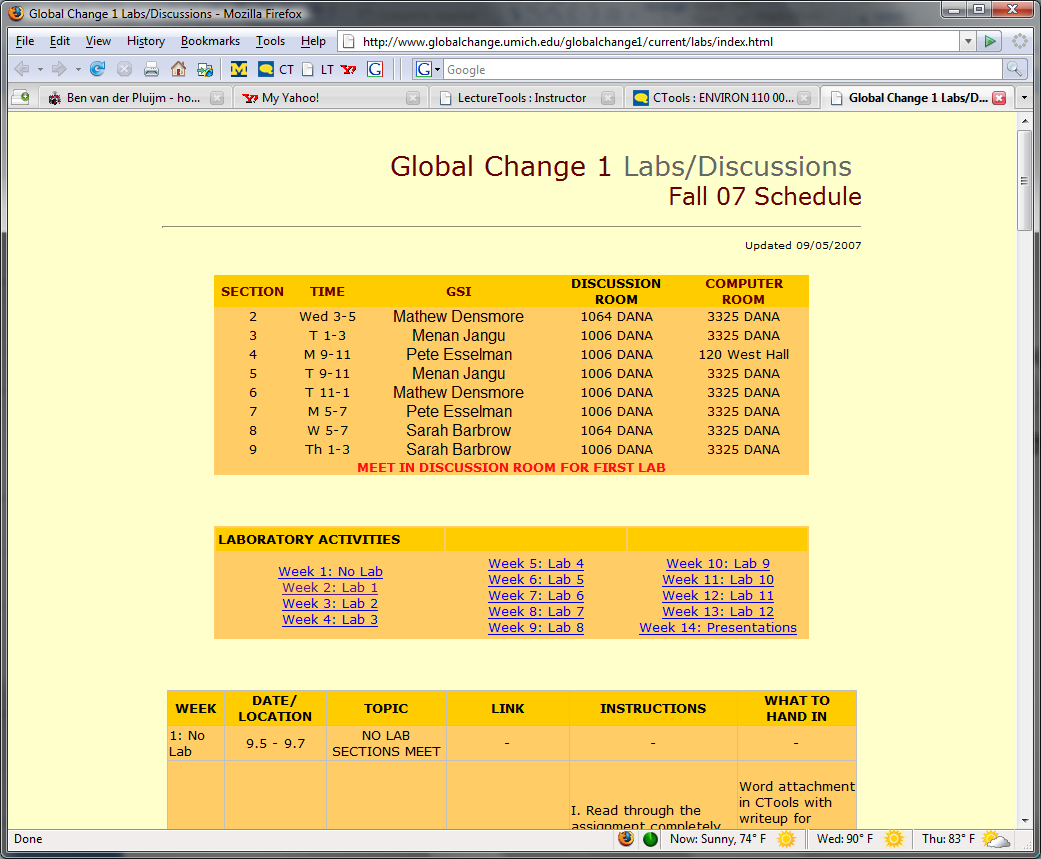 Global Change 1 Labs/Discussions - Mozilla Firefox
File Edit View History Bookmarks Tools Help http://www.globalchange.umich.edu/globalchange1/current/labs/index.html
M CT LT Y! G G Google
Ben van der Pluijm - ho... My Yahoo! LectureTools : Instructor CTools : ENVIRON 110 00... Global Change 1 Labs/D...
Global Change 1 Labs/Discussions
Fall 07 Schedule
Updated 09/05/2007
SECTION TIME GSI DISCUSSION ROOM COMPUTER ROOM
2 Wed 3-5 Mathew Densmore 1064 DANA 3325 DANA
3 T 1-3 Menan Jangu 1006 DANA 3325 DANA
4 M 9-11 Pete Esselman 1006 DANA 120 West Hall
5 T 9-11 Menan Jangu 1006 DANA 3325 DANA
6 T 11-1 Mathew Densmore 1006 DANA 3325 DANA
7 M 5-7 Pete Esselman 1006 DANA 3325 DANA
8 W 5-7 Sarah Barbrow 1064 DANA 3325 DANA
9 Th 1-3 Sarah Barbrow 1006 DANA 3325 DANA
MEET IN DISCUSSION ROOM FOR FIRST LAB
LABORATORY ACTIVITIES
Week 1: No Lab
Week 2: Lab 1
Week 3: Lab 2
Week 4: Lab 3
Week 5: Lab 4
Week 6: Lab 5
Week 7: Lab 6
Week 8: Lab 7
Week 9: Lab 8
Week 10: Lab 9
Week 11: Lab 10
Week 12: Lab 11
Week 13: Lab 12
Week 14: Presentations
WEEK DATE/ LOCATION TOPIC LINK INSTRUCTIONS WHAT TO HAND IN
1: No Lab 9.5 - 9.7 NO LAB SECTIONS MEET - - -
I. Read through the
assignment completely
Word attachment
in CTools with
writeup for
Done Now: Sunny, 74° F Wed: 90° F Thu: 83° F